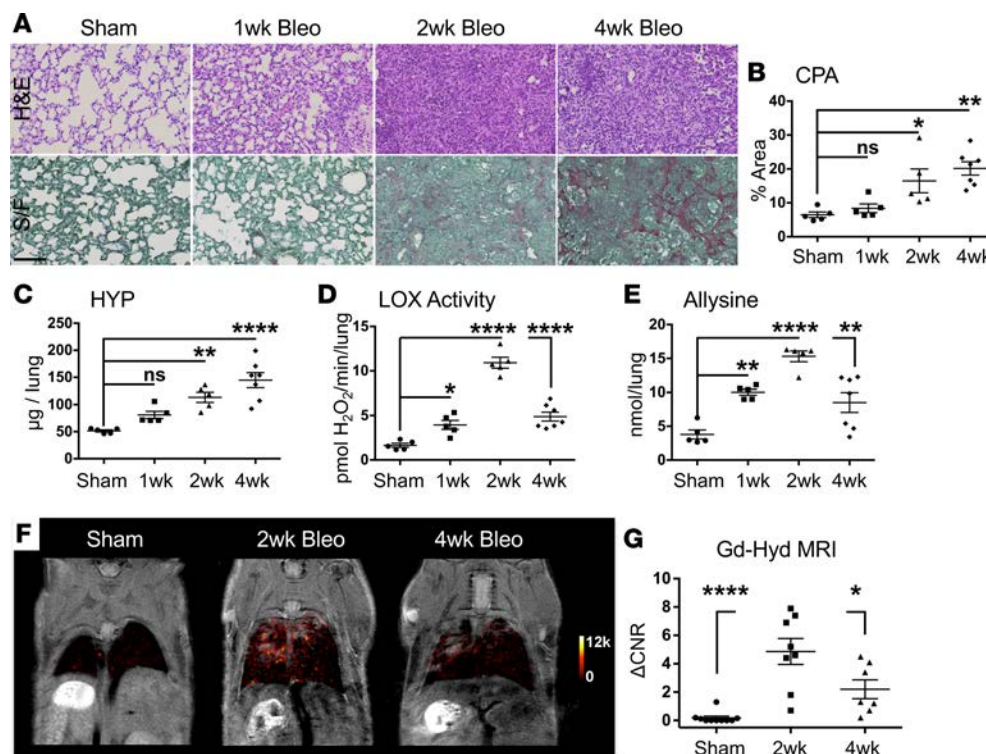 A
Sham
1wk Bleo
2wk Bleo
4wk Bleo
H&E
S/F
B CPA
% Area
40
30
20
10
0
ns
*
**
Sham 1wk 2wk 4wk
C HYP
µg / lung
250
200
150
100
50
0
ns
**
****
Sham 1wk 2wk 4wk
D LOX Activity
pmol H₂O₂/min/lung
15
10
5
0
*
****
****
Sham 1wk 2wk 4wk
E Allysine
nmol/lung
20
15
10
5
0
**
****
**
Sham 1wk 2wk 4wk
F
Sham
2wk Bleo
4wk Bleo
12k
0
G
Gd-Hyd MRI
ΔCNR
10
8
6
4
2
0
****
*
Sham 2wk 4wk